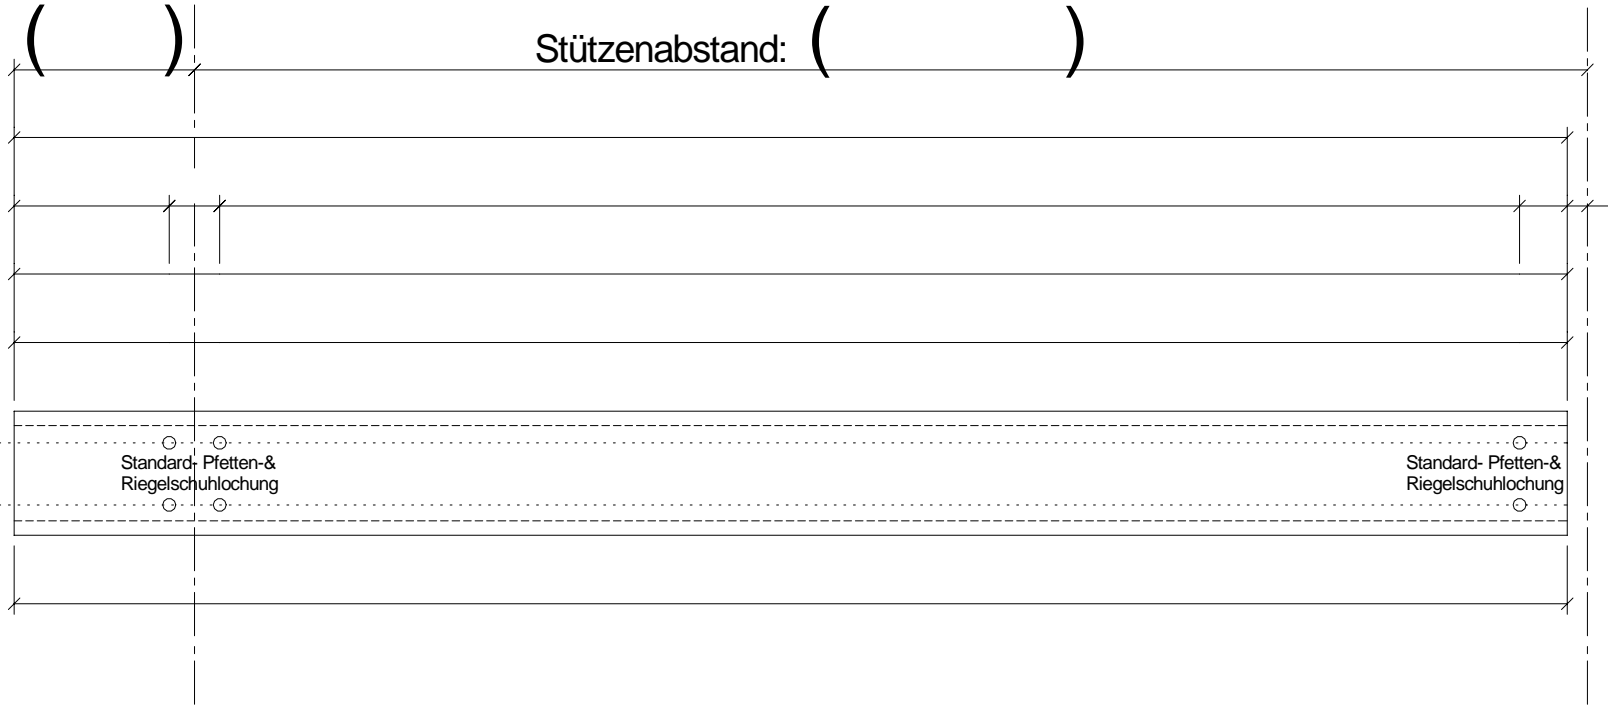 ( ) Stützenabstand: ( )
Standard- Pfetten-&
Riegelschuhlochung
Standard- Pfetten-&
Riegelschuhlochung